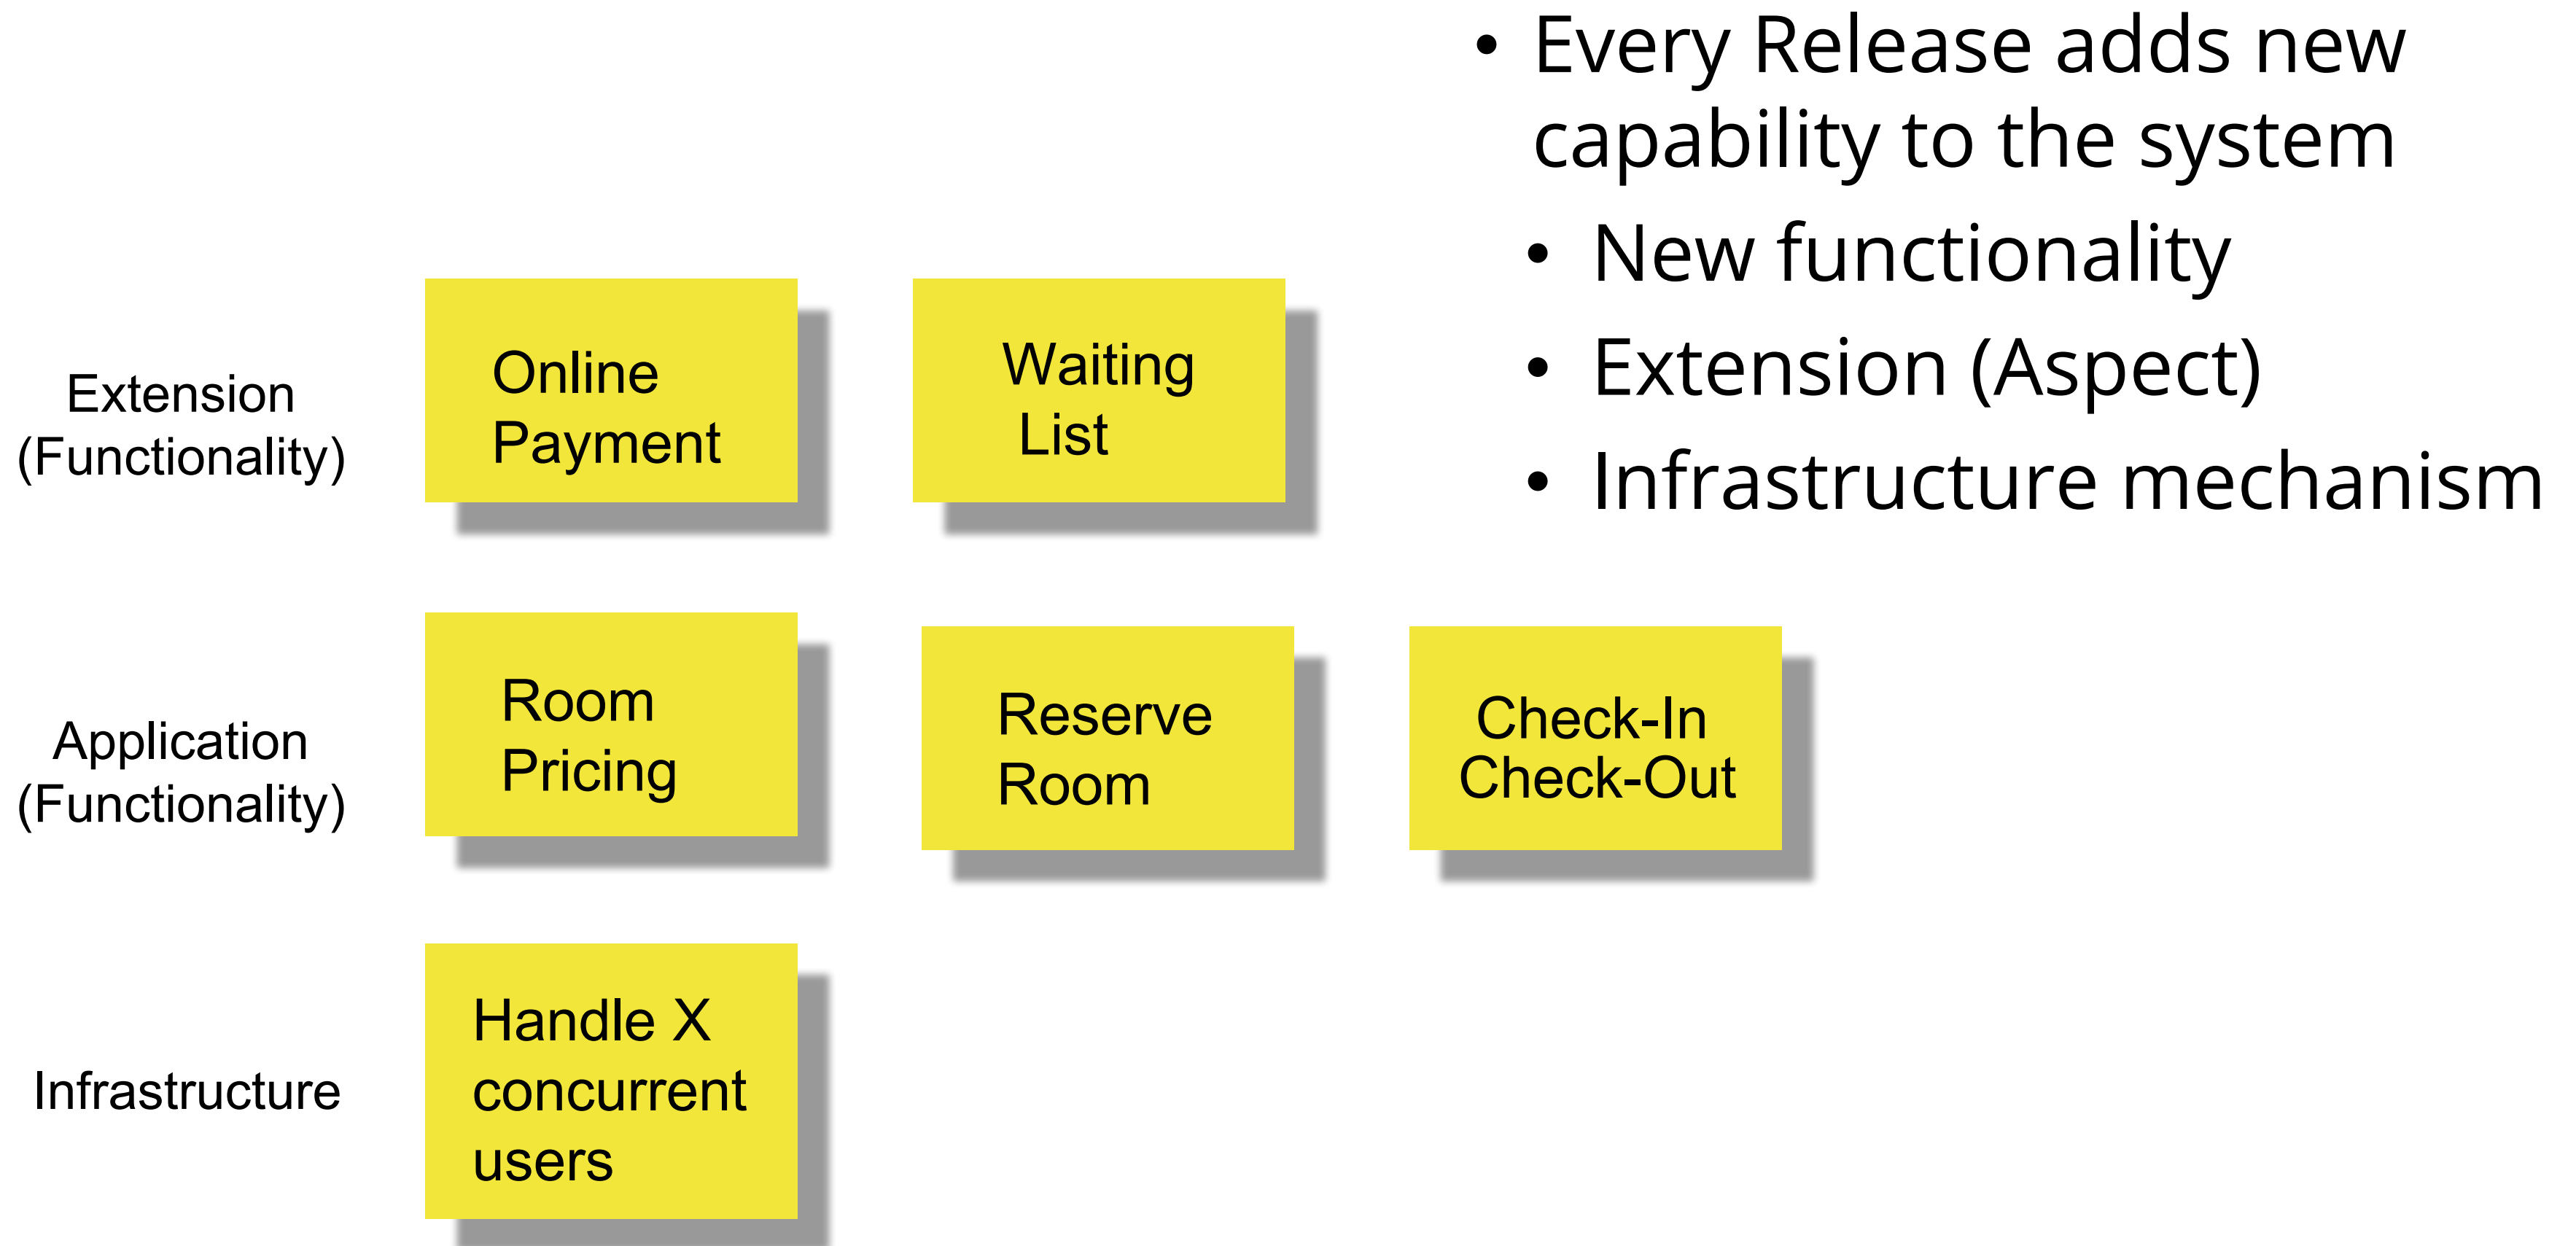 • Every Release adds new
capability to the system
• New functionality
• Extension (Aspect)
• Infrastructure mechanism
Extension
(Functionality)
Online
Payment
Waiting
List
Application
(Functionality)
Room
Pricing
Reserve
Room
Check-In
Check-Out
Infrastructure
Handle X
concurrent
users